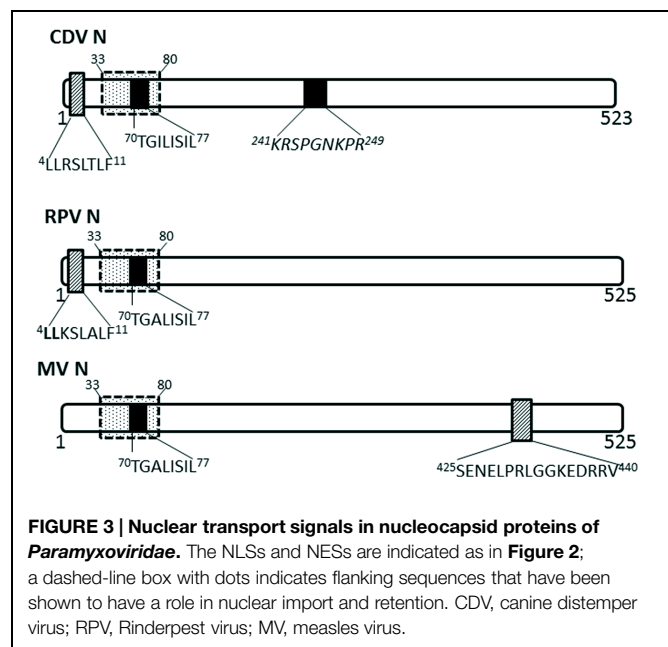 CDV N
33 80
1 523
⁷⁰TGILISIL⁷⁷ ²⁴¹KRSPGNKPR²⁴⁹
⁴LLRSLTLF¹¹
RPV N
33 80
1 525
⁷⁰TGALISIL⁷⁷
⁴LLKSLALF¹¹
MV N
33 80
1 525
⁷⁰TGALISIL⁷⁷ ⁴²⁵SENELPRLGGKEDRRV⁴⁴⁰
FIGURE 3 | Nuclear transport signals in nucleocapsid proteins of
Paramyxoviridae. The NLSs and NESs are indicated as in Figure 2;
a dashed-line box with dots indicates flanking sequences that have been
shown to have a role in nuclear import and retention. CDV, canine distemper
virus; RPV, Rinderpest virus; MV, measles virus.